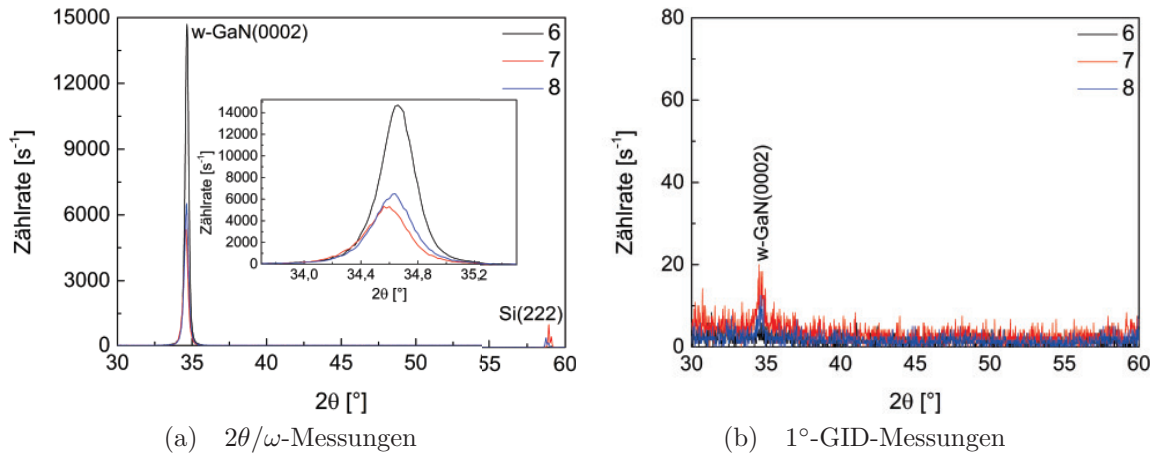 15000
12000
9000
6000
3000
0
Zählrate [s⁻¹]
w-GaN(0002)
6
7
8
14000
12000
10000
8000
6000
4000
2000
0
Zählrate [s⁻¹]
34,0 34,4 34,8 35,2
2θ [°]
Si(222)
30 35 40 45 50 55 60
2θ [°]
(a) 2θ/ω-Messungen
80
60
40
20
0
Zählrate [s⁻¹]
w-GaN(0002)
6
7
8
30 35 40 45 50 55 60
2θ [°]
(b) 1°-GID-Messungen